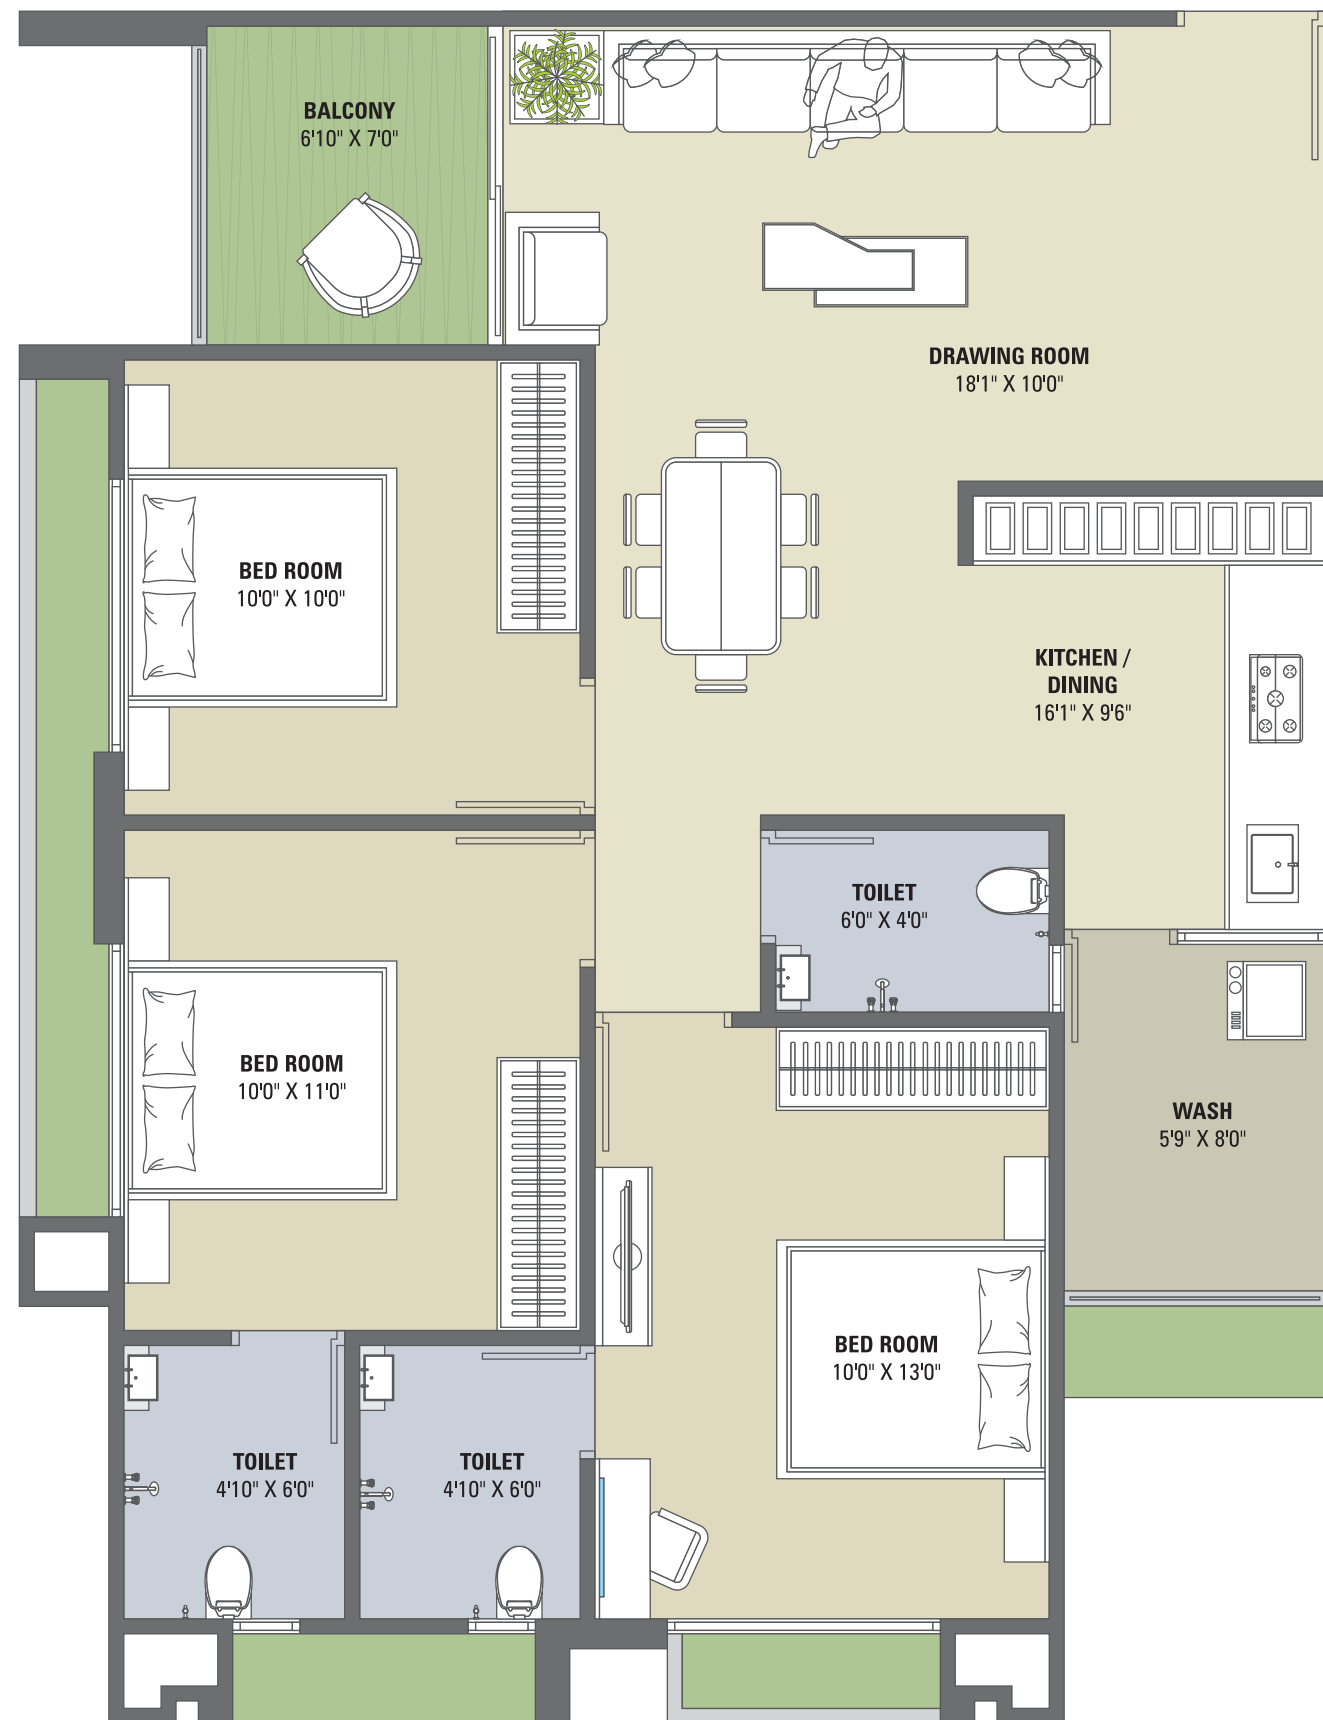 BALCONY
6'10" X 7'0"
DRAWING ROOM
18'1" X 10'0"
BED ROOM
10'0" X 10'0"
KITCHEN /
DINING
16'1" X 9'6"
TOILET
6'0" X 4'0"
BED ROOM
10'0" X 11'0"
WASH
5'9" X 8'0"
BED ROOM
10'0" X 13'0"
TOILET
4'10" X 6'0"
TOILET
4'10" X 6'0"